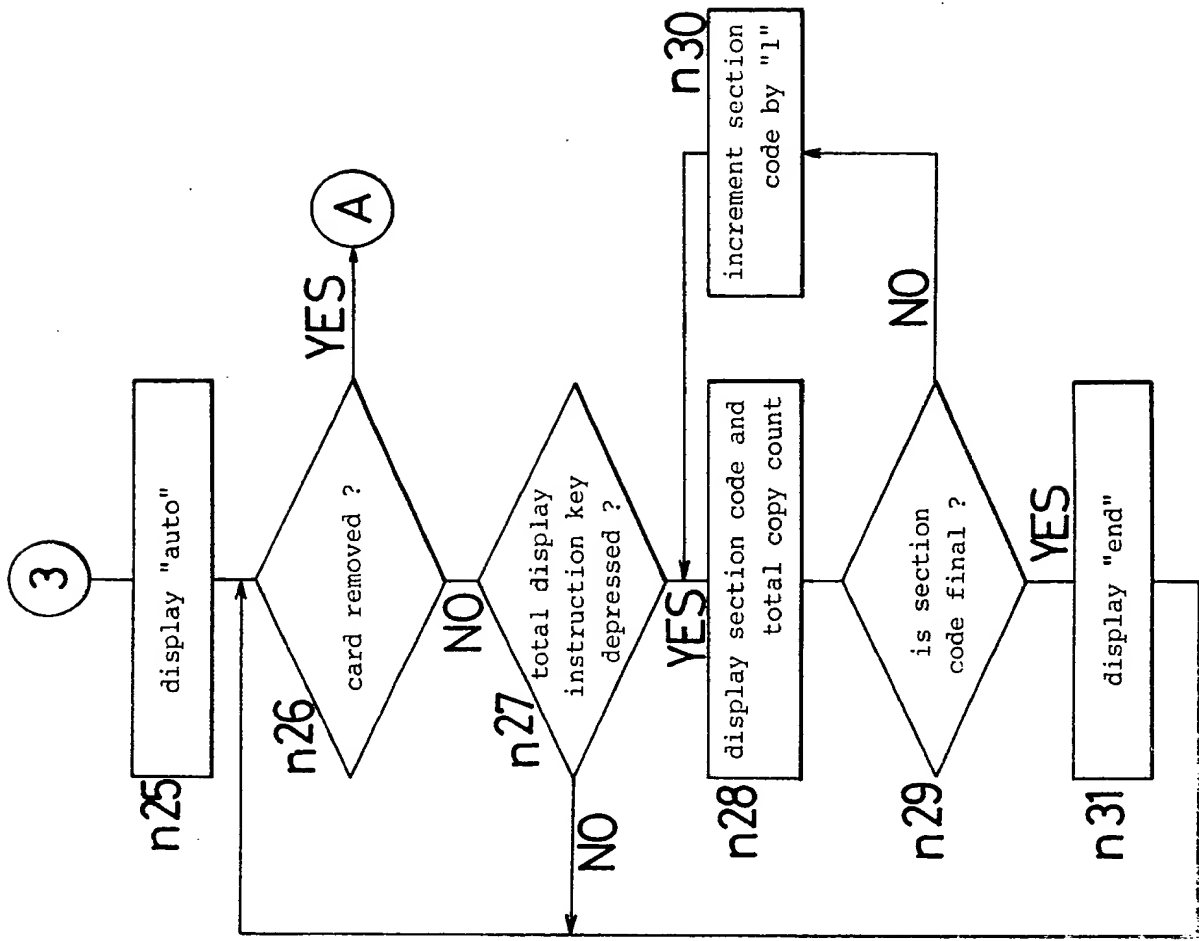 3
n25
display "auto"
n26
card removed ?
YES
A
NO
n27
total display
instruction key
depressed ?
NO
YES
n28
display section code and
total copy count
n30
increment section
code by "1"
n29
is section
code final ?
NO
YES
n31
display "end"